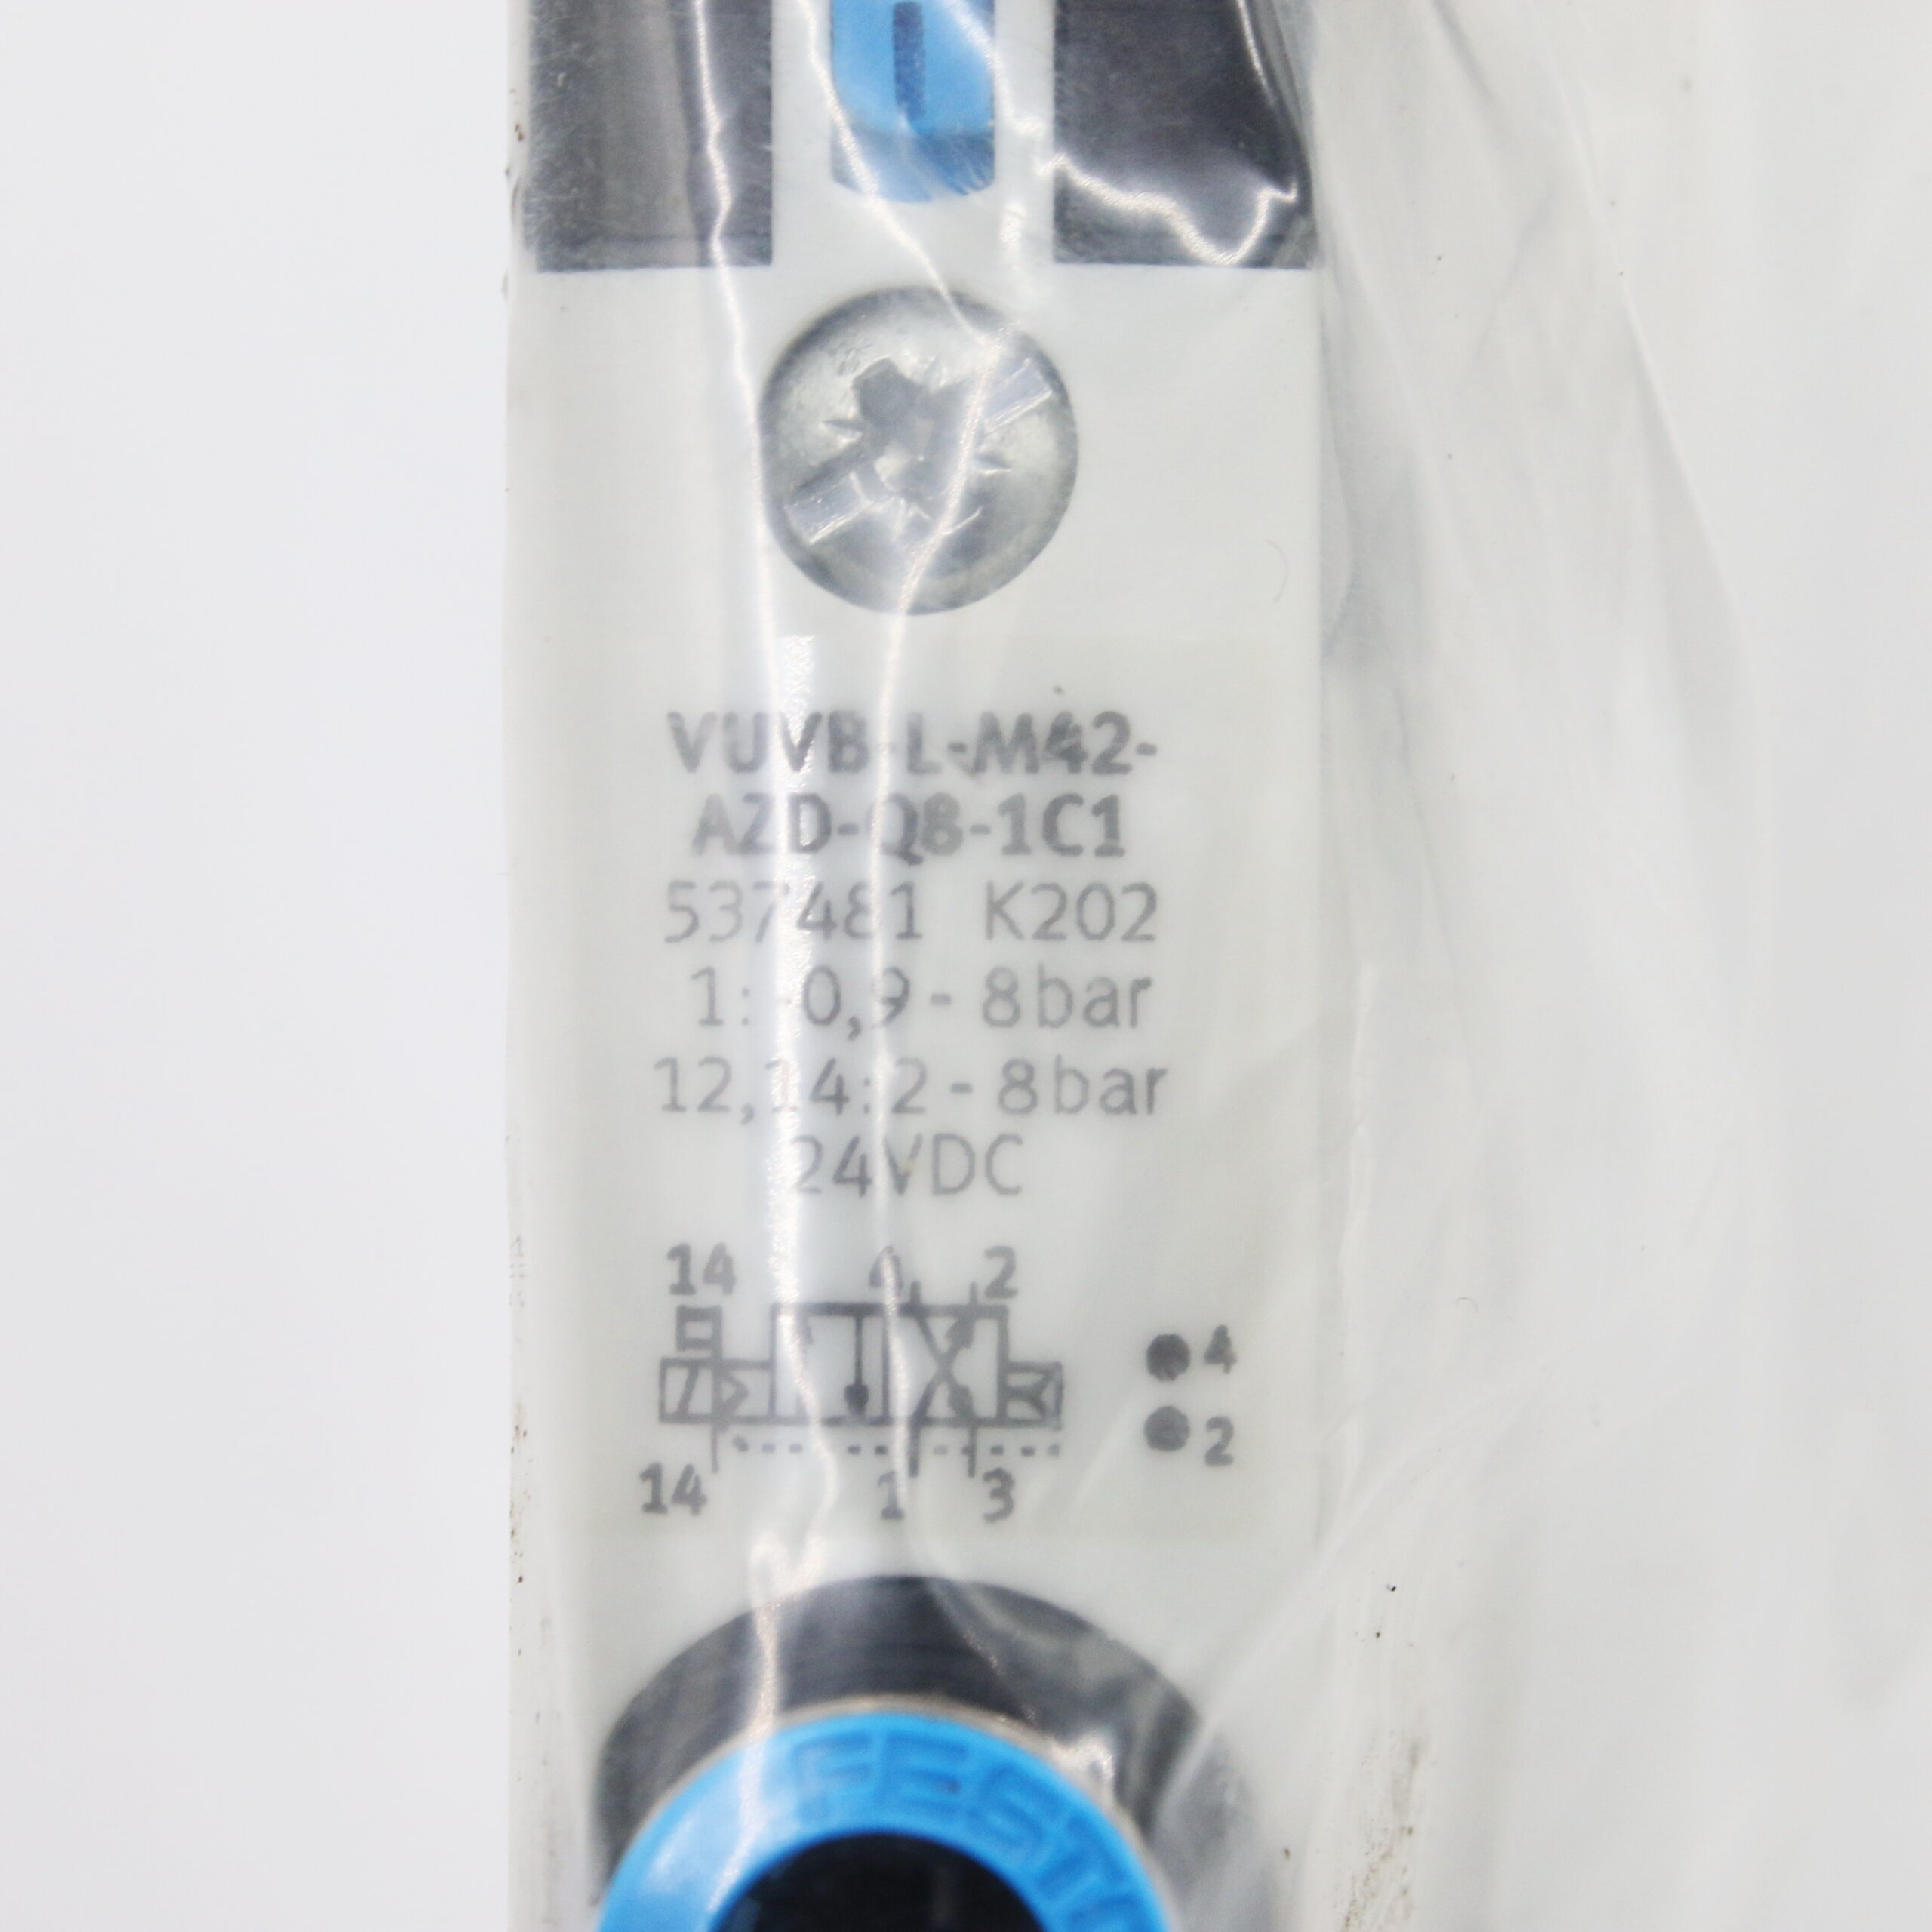 VUVB-L-M42-
AZD-Q8-1C1
537481 K202
1: -0,9 - 8bar
12,14:2 - 8bar
24VDC
14 4 2
4
2
14 1 3
FESTO